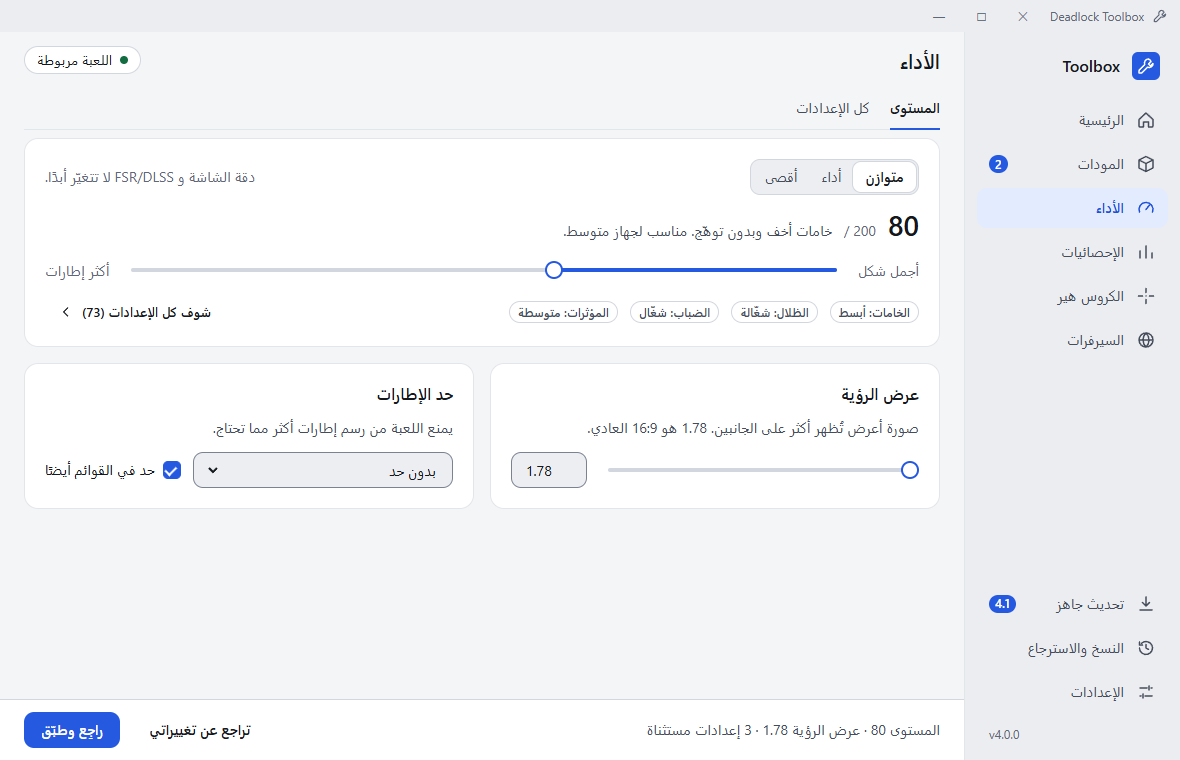 Deadlock Toolbox
Toolbox
الرئيسية
المودات 2
الأداء
الإحصائيات
الكروس هير
السيرفرات
تحديث جاهز 4.1
النسخ والاسترجاع
الإعدادات
v4.0.0
الأداء
اللعبة مربوطة
المستوى كل الإعدادات
متوازن أداء أقصى
دقة الشاشة و FSR/DLSS لا تتغيّر أبدًا.
80 / 200 خامات أخف وبدون توهّج. مناسب لجهاز متوسط.
أجمل شكل أكثر إطارات
الخامات: أبسط الظلال: شغّالة الضباب: شغّال المؤثرات: متوسطة
شوف كل الإعدادات (73)
عرض الرؤية
صورة أعرض تُظهر أكثر على الجانبين. 1.78 هو 16:9 العادي.
1.78
حد الإطارات
يمنع اللعبة من رسم إطارات أكثر مما تحتاج.
بدون حد حد في القوائم أيضًا
المستوى 80 · عرض الرؤية 1.78 · 3 إعدادات مستثناة
تراجع عن تغييراتي
راجع وطبّق